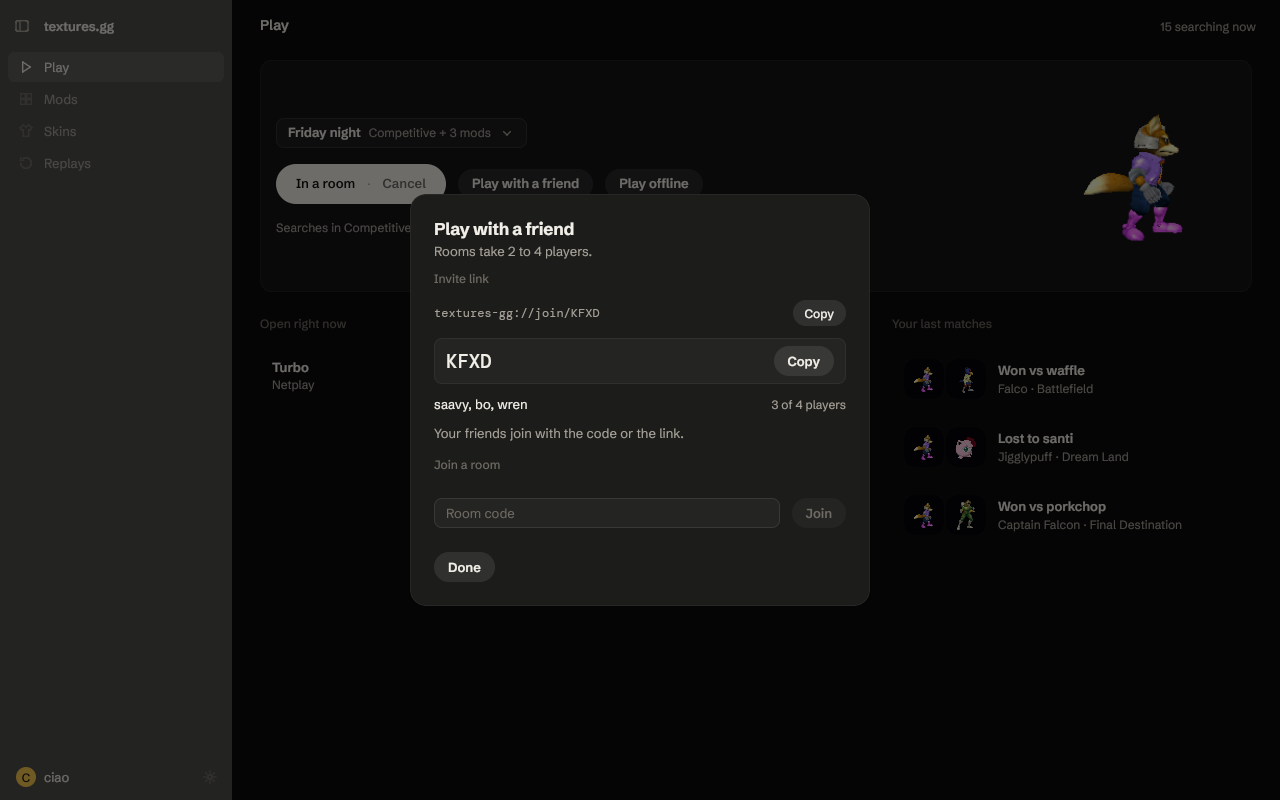 textures.gg
Play
Mods
Skins
Replays
C ciao
Play
15 searching now
Friday night Competitive + 3 mods
In a room · Cancel
Play with a friend
Play offline
Searches in Competitive
Open right now
Turbo
Netplay
Play with a friend
Rooms take 2 to 4 players.
Invite link
textures-gg://join/KFXD Copy
KFXD Copy
saavy, bo, wren 3 of 4 players
Your friends join with the code or the link.
Join a room
Room code Join
Done
Your last matches
Won vs waffle
Falco · Battlefield
Lost to santi
Jigglypuff · Dream Land
Won vs porkchop
Captain Falcon · Final Destination